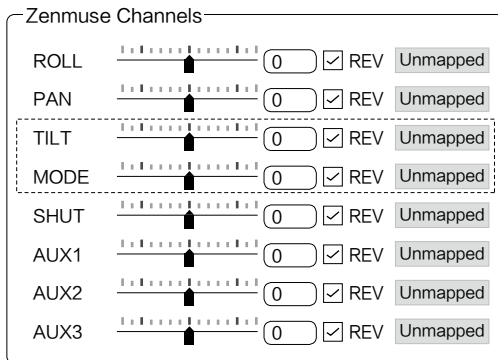 Zenmuse Channels
ROLL 0 REV Unmapped
PAN 0 REV Unmapped
TILT 0 REV Unmapped
MODE 0 REV Unmapped
SHUT 0 REV Unmapped
AUX1 0 REV Unmapped
AUX2 0 REV Unmapped
AUX3 0 REV Unmapped